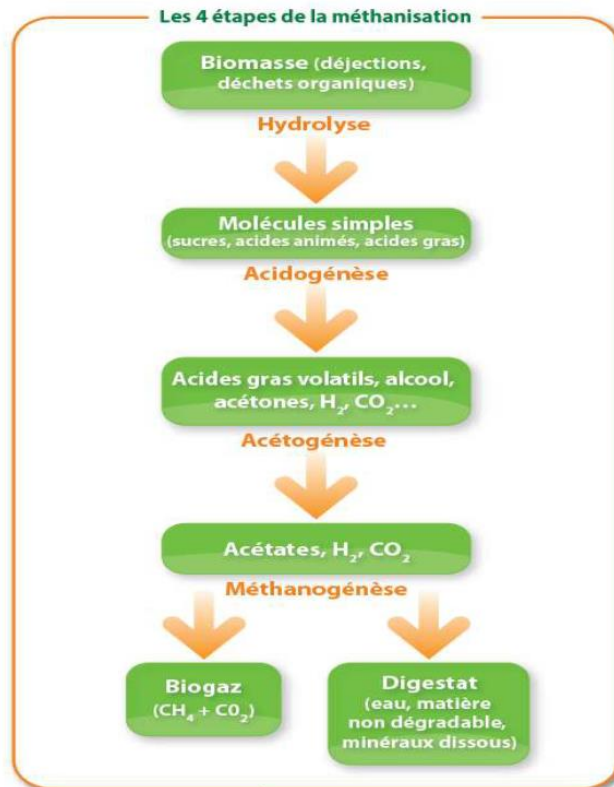 Les 4 étapes de la méthanisation
Biomasse (déjections,
déchets organiques)
Hydrolyse
Molécules simples
(sucres, acides animés, acides gras)
Acidogénèse
Acides gras volatils, alcool,
acétones, H₂, CO₂...
Acétogénèse
Acétates, H₂, CO₂
Méthanogénèse
Biogaz
(CH₄ + C0₂)
Digestat
(eau, matière
non dégradable,
minéraux dissous)